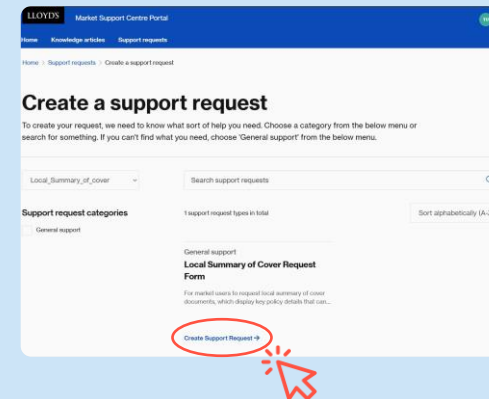 LLOYDS Market Support Centre Portal
Home Knowledge articles Support requests
Home > Support requests > Create a support request
Create a support request
To create your request, we need to know what sort of help you need. Choose a category from the below menu or
search for something. If you can't find what you need, choose 'General support' from the below menu.
Local_Summary_of_cover Search support requests
Support request categories 1 support request types in total Sort alphabetically (A-
General support
General support
Local Summary of Cover Request
Form
For market users to request local summary of cover
documents, which display key policy details that can...
Create Support Request →